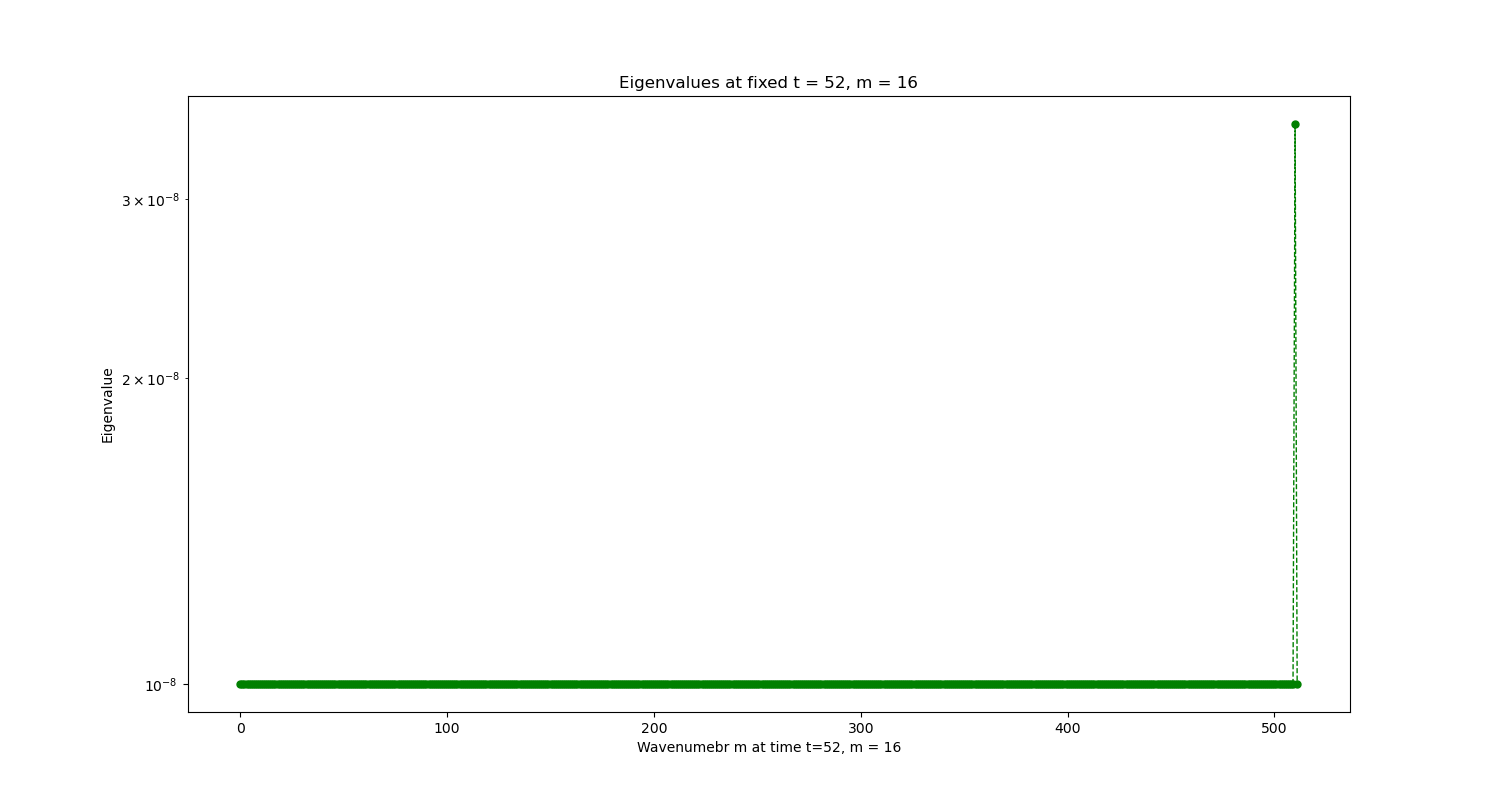 Eigenvalues at fixed t = 52, m = 16
3 × 10⁻⁸
2 × 10⁻⁸
10⁻⁸
Eigenvalue
0 100 200 300 400 500
Wavenumebr m at time t=52, m = 16